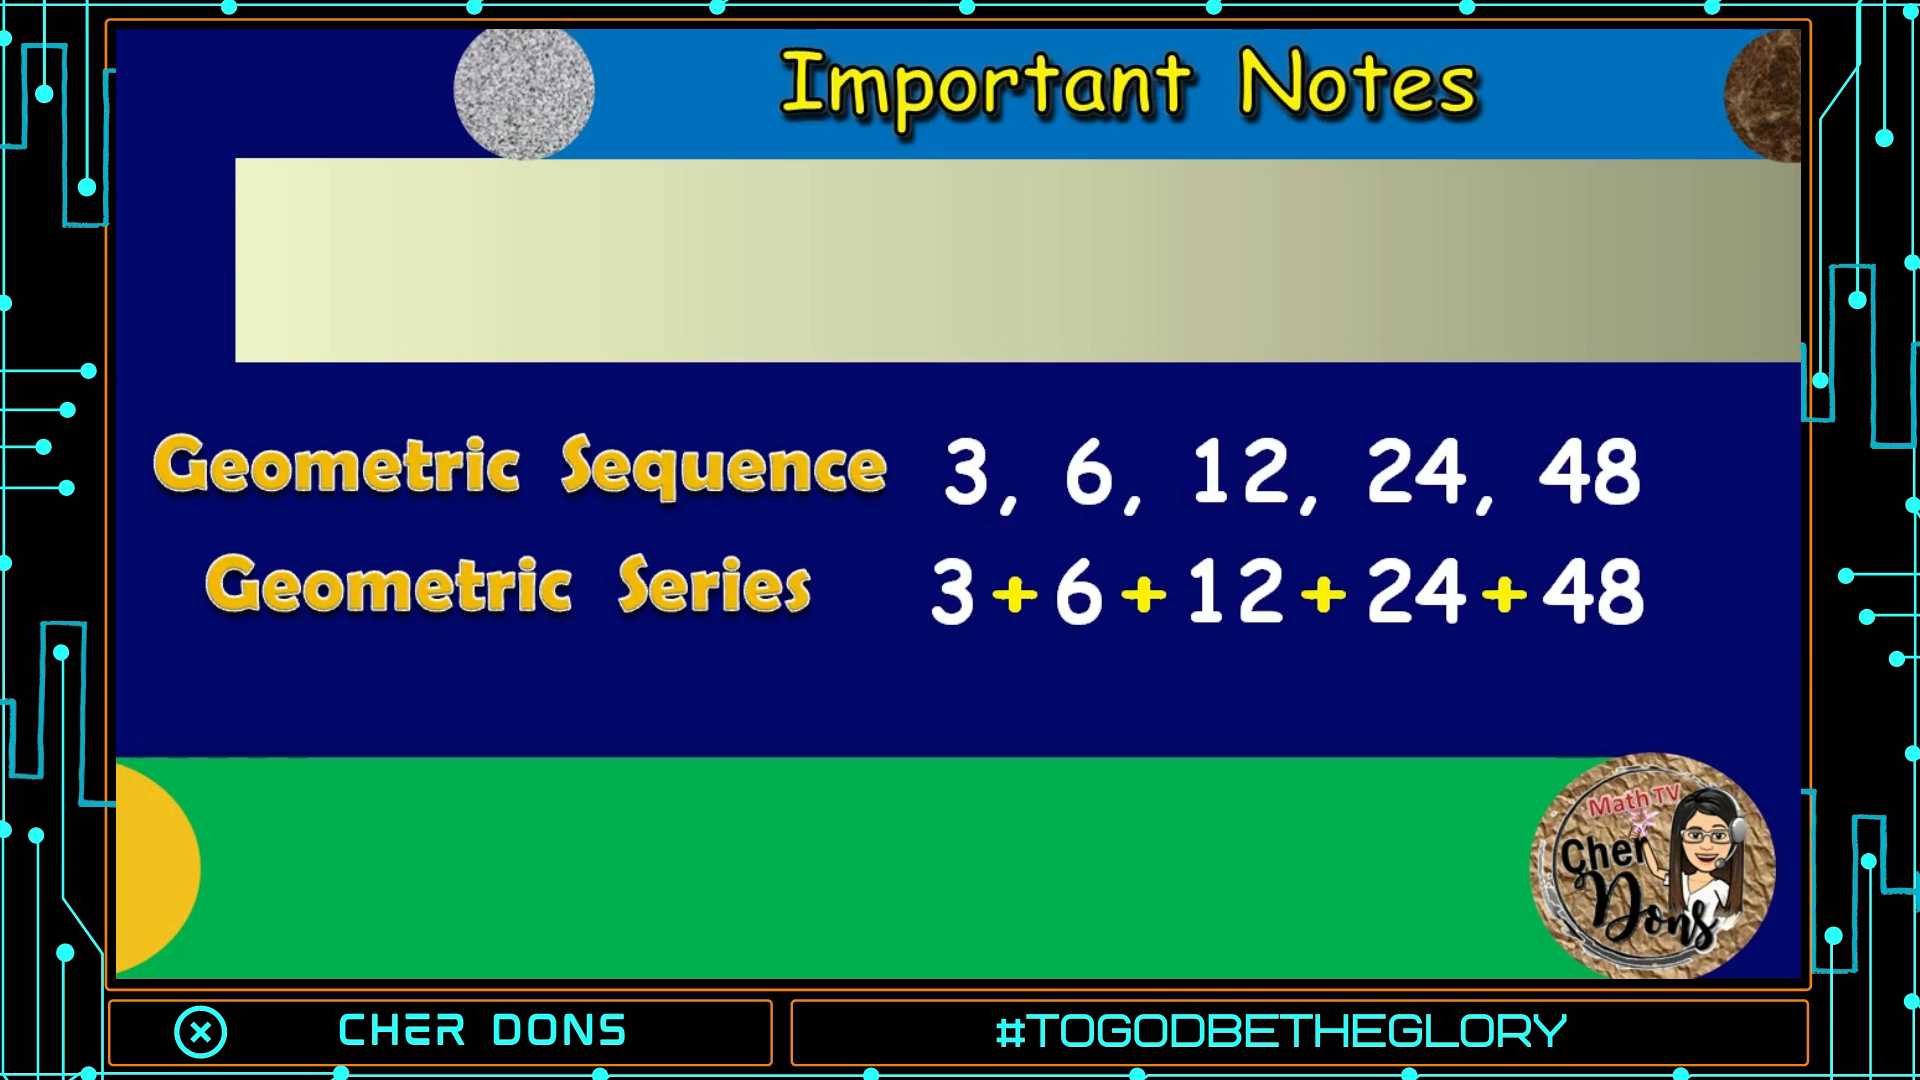 Important Notes
Geometric Sequence 3, 6, 12, 24, 48
Geometric Series 3+6+12+24+48
Math TV
Cher
Dons
CHER DONS
#TOGODBETHEGLORY